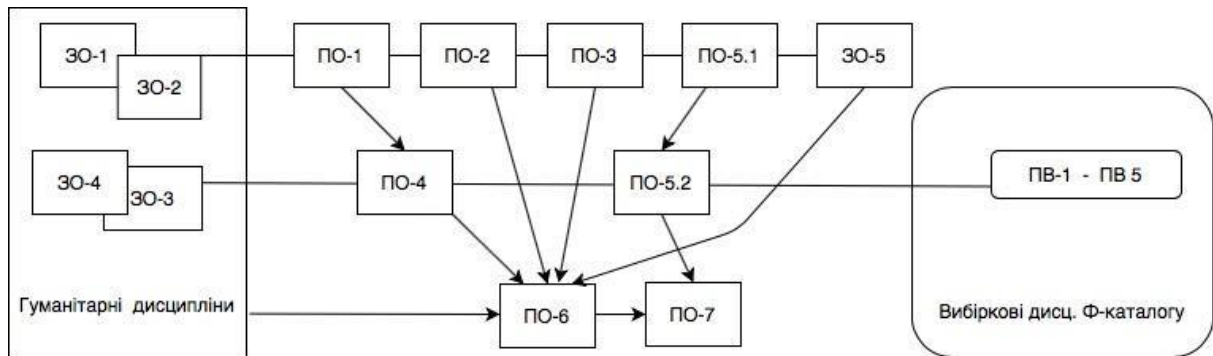 ЗО-1
ЗО-2
ПО-1
ПО-2
ПО-3
ПО-5.1
ЗО-5
ЗО-4
ЗО-3
ПО-4
ПО-5.2
ПВ-1 - ПВ 5
Гуманітарні дисципліни
ПО-6
ПО-7
Вибіркові дисц. Ф-каталогу